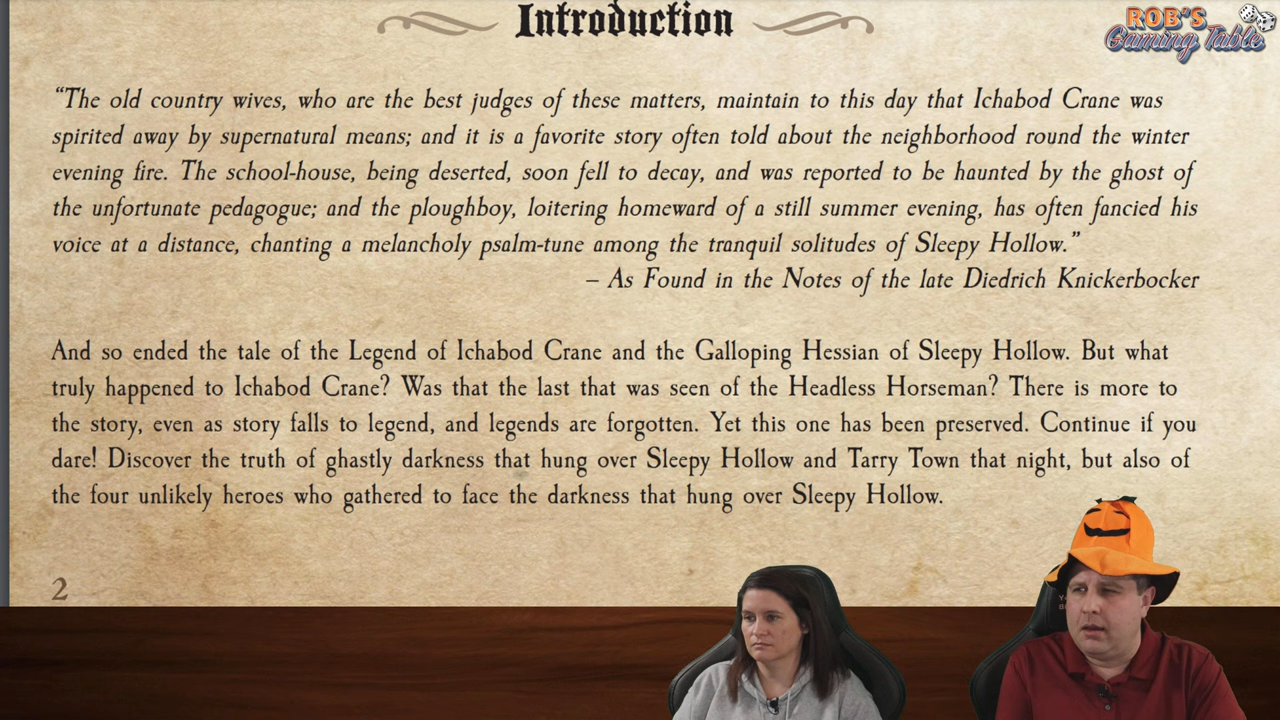 Introduction
ROB'S
Gaming Table
“The old country wives, who are the best judges of these matters, maintain to this day that Ichabod Crane was
spirited away by supernatural means; and it is a favorite story often told about the neighborhood round the winter
evening fire. The school-house, being deserted, soon fell to decay, and was reported to be haunted by the ghost of
the unfortunate pedagogue; and the ploughboy, loitering homeward of a still summer evening, has often fancied his
voice at a distance, chanting a melancholy psalm-tune among the tranquil solitudes of Sleepy Hollow.”
– As Found in the Notes of the late Diedrich Knickerbocker
And so ended the tale of the Legend of Ichabod Crane and the Galloping Hessian of Sleepy Hollow. But what
truly happened to Ichabod Crane? Was that the last that was seen of the Headless Horseman? There is more to
the story, even as story falls to legend, and legends are forgotten. Yet this one has been preserved. Continue if you
dare! Discover the truth of ghastly darkness that hung over Sleepy Hollow and Tarry Town that night, but also of
the four unlikely heroes who gathered to face the darkness that hung over Sleepy Hollow.
2